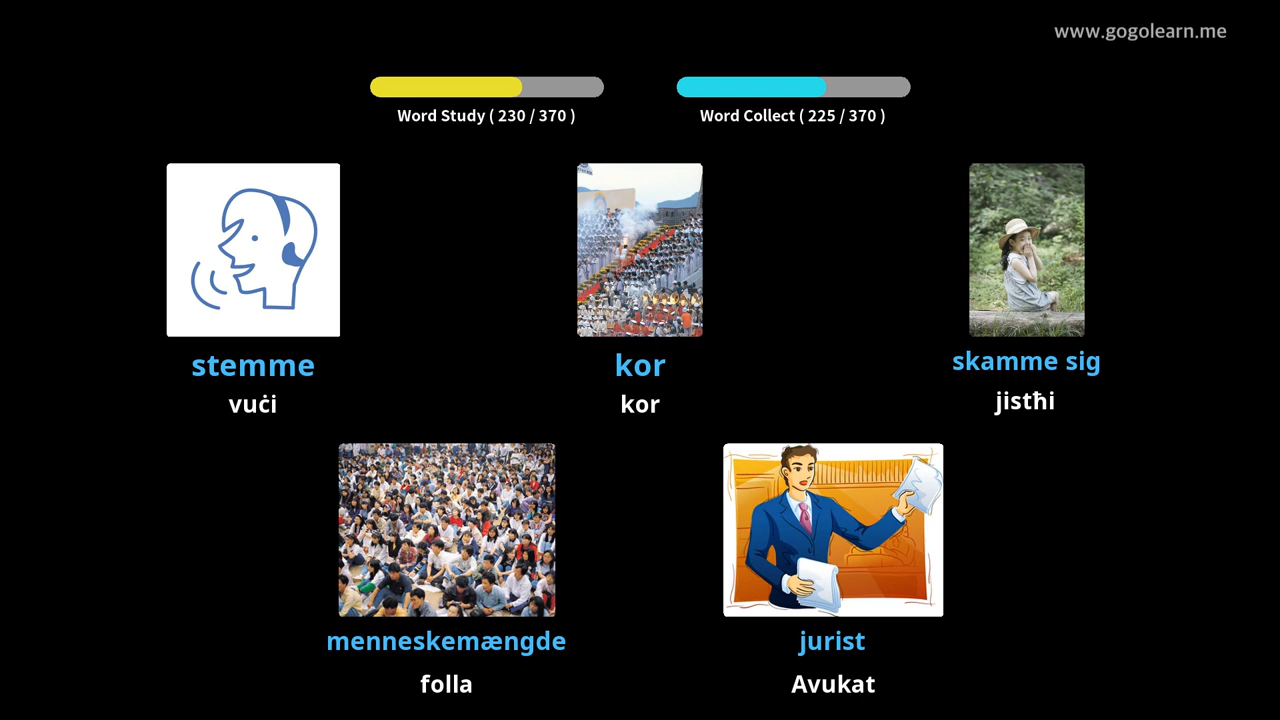 www.gogolearn.me
Word Study ( 230 / 370 )
Word Collect ( 225 / 370 )
stemme
vuċi
kor
kor
skamme sig
jistħi
menneskemængde
folla
jurist
Avukat